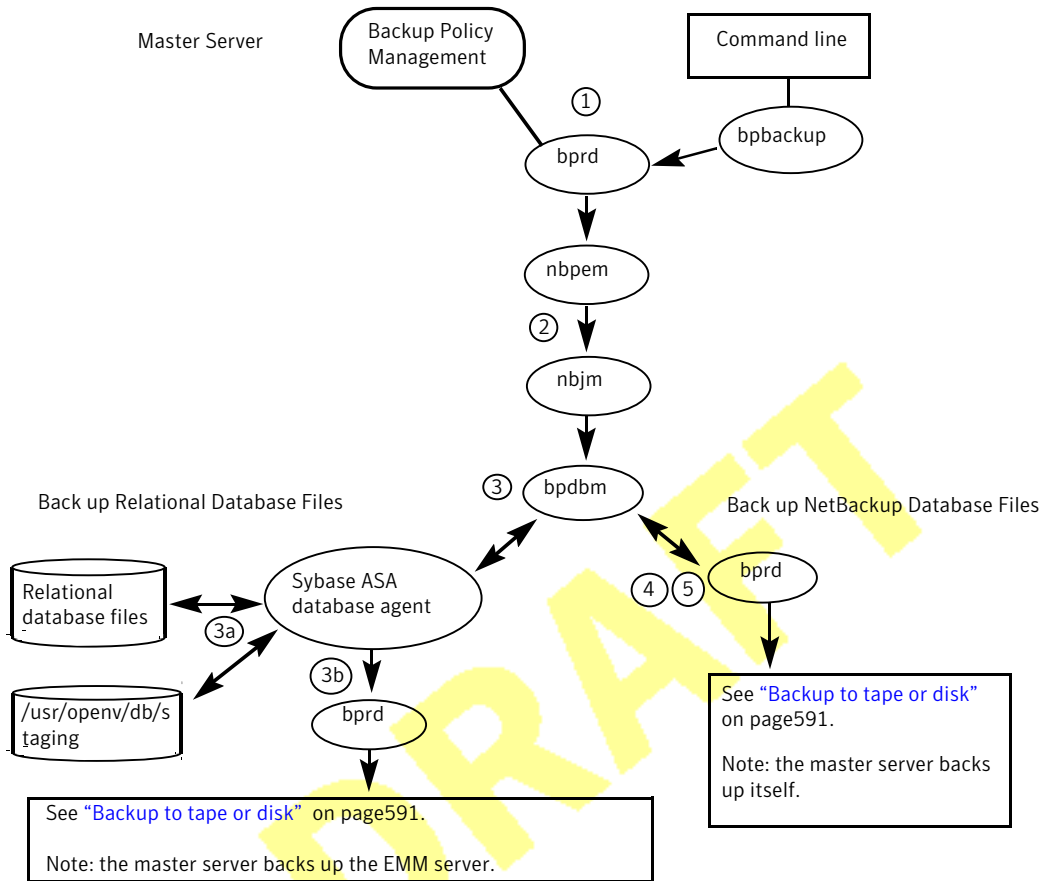 Master Server
Backup Policy
Management
Command line
1
bprd
bpbackup
nbpem
2
nbjm
3
bpdbm
Back up Relational Database Files
Back up NetBackup Database Files
Relational
database files
Sybase ASA
database agent
3a
4
5
bprd
/usr/openv/db/s
taging
3b
bprd
See “Backup to tape or disk”
on page591.
Note: the master server backs
up itself.
See “Backup to tape or disk” on page591.
Note: the master server backs up the EMM server.
DRAFT